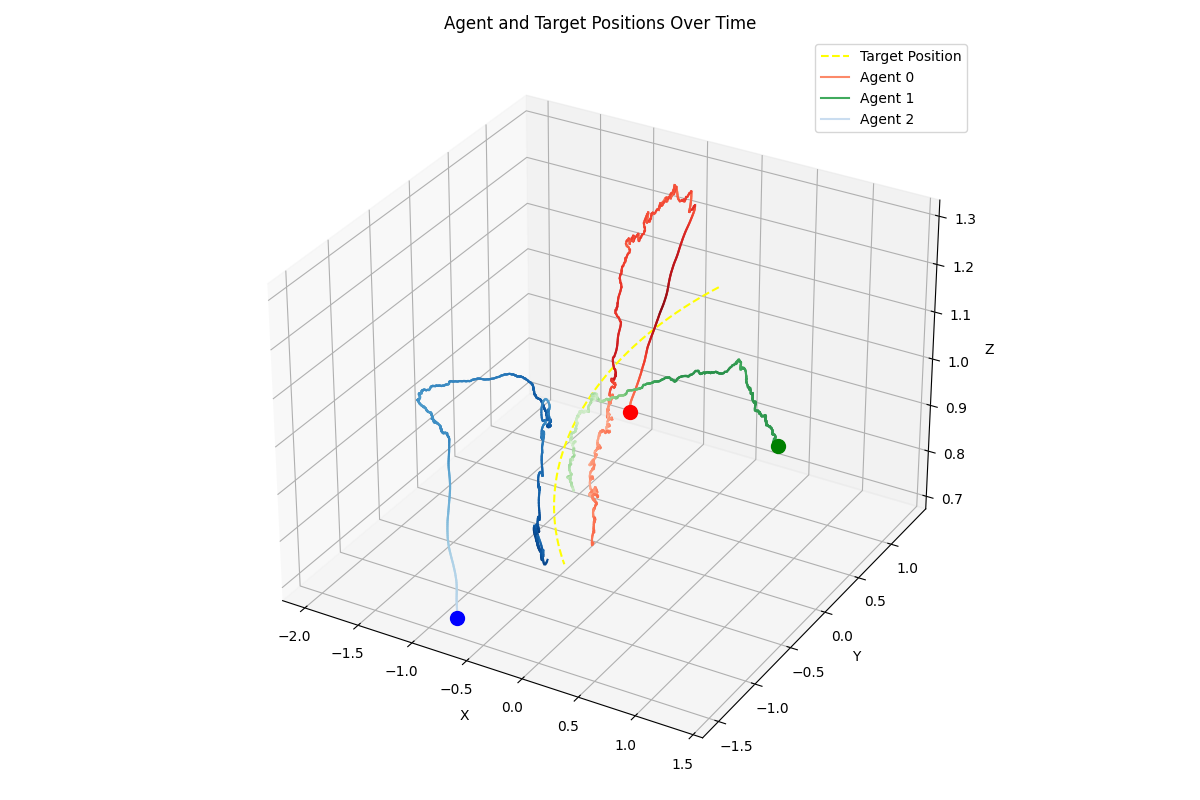 Agent and Target Positions Over Time
Target Position
Agent 0
Agent 1
Agent 2
1.3
1.2
1.1
1.0
0.9
0.8
0.7
Z
1.0
0.5
0.0
−0.5
−1.0
−1.5
Y
−2.0
−1.5
−1.0
−0.5
0.0
0.5
1.0
1.5
X